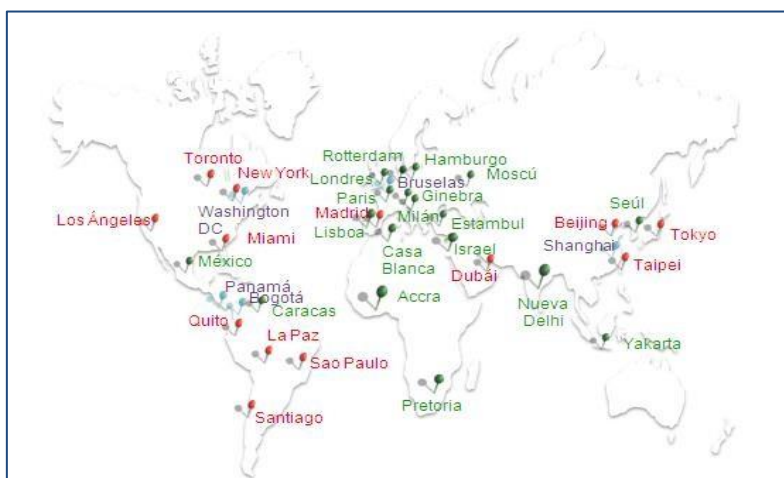 Toronto
New York
Washington
DC
Los Ángeles
Miami
México
Panamá
Bogotá
Caracas
Quito
La Paz
Sao Paulo
Santiago
Rotterdam
Hamburgo
Londres
Bruselas
Moscú
Paris
Ginebra
Madrid
Milán
Estambul
Lisboa
Casa
Blanca
Israel
Dubái
Accra
Pretoria
Nueva
Delhi
Seúl
Beijing
Tokyo
Shanghai
Taipei
Yakarta